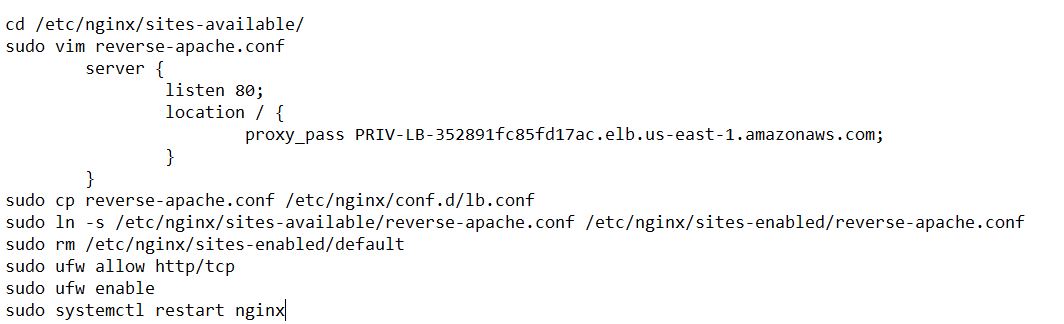 cd /etc/nginx/sites-available/
sudo vim reverse-apache.conf
server {
listen 80;
location / {
proxy_pass PRIV-LB-352891fc85fd17ac.elb.us-east-1.amazonaws.com;
}
}
sudo cp reverse-apache.conf /etc/nginx/conf.d/lb.conf
sudo ln -s /etc/nginx/sites-available/reverse-apache.conf /etc/nginx/sites-enabled/reverse-apache.conf
sudo rm /etc/nginx/sites-enabled/default
sudo ufw allow http/tcp
sudo ufw enable
sudo systemctl restart nginx